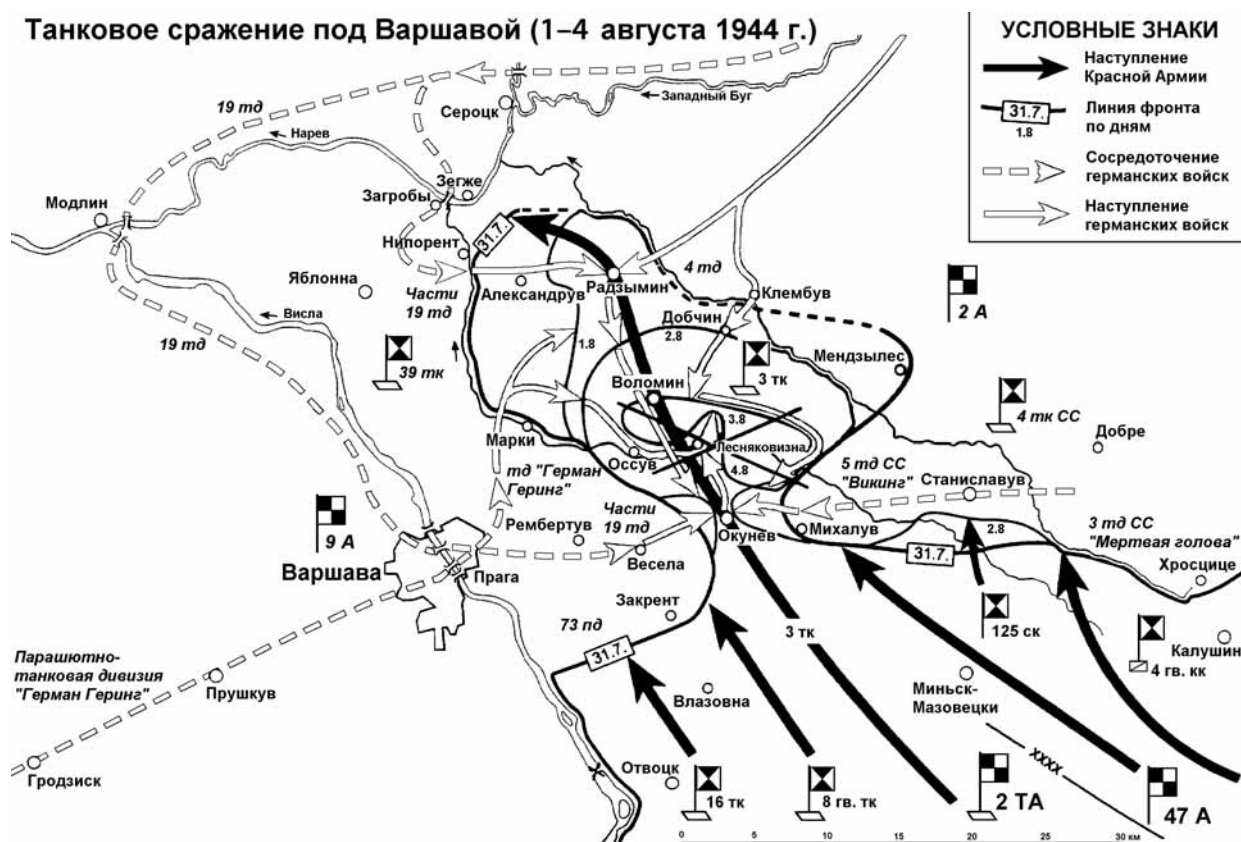 Танковое сражение под Варшавой (1–4 августа 1944 г.)
УСЛОВНЫЕ ЗНАКИ
Наступление
Красной Армии
31.7.
1.8
Линия фронта
по дням
Сосредоточение
германских войск
Наступление
германских войск
19 тд
Сероцк
Западный Буг
Нарев
Зегже
Загробы
Модлин
Нипорент
31.7.
Яблонна
Части
19 тд
Александрув
Радзымин
4 тд
Клембув
2 А
Висла
19 тд
39 тк
1.8
Добчин
2.8
Мендзылес
3 тк
Воломин
4 тк СС
Добре
3.8
Марки
Лесняковизна
Оссув
4.8
тд "Герман
Геринг"
5 тд СС
"Викинг"
Станиславув
9 А
Рембертув
Части
19 тд
Окунев
Михалув
2.8
3 тд СС
"Мертвая голова"
31.7.
Варшава
Прага
Весела
Хросцице
Закрент
73 пд
3 тк
125 ск
31.7.
4 гв. кк
Калушин
Парашютно-
танковая дивизия
"Герман Геринг"
Прушкув
Влазовна
Миньск-
Мазовецки
XXXX
Гродзиск
Отвоцк
16 тк
8 гв. тк
2 ТА
47 А
0 5 10 15 20 25 30 км